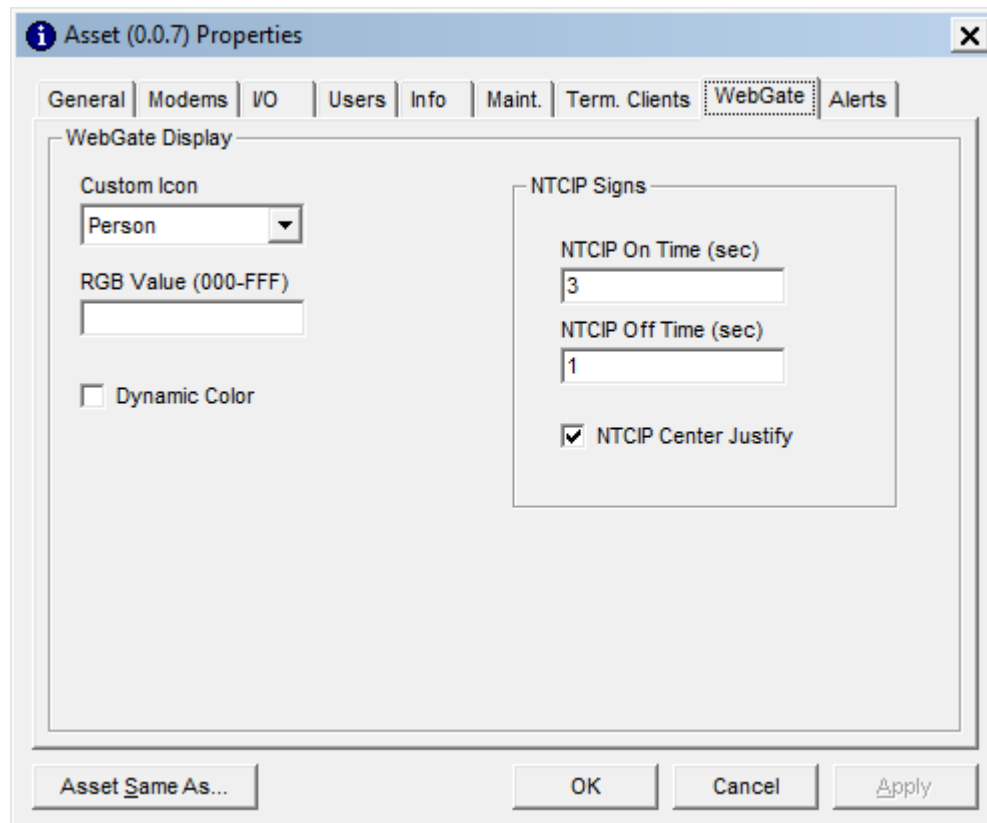 Asset (0.0.7) Properties
General Modems I/O Users Info Maint. Term. Clients WebGate Alerts
WebGate Display
Custom Icon
Person
RGB Value (000-FFF)
Dynamic Color
NTCIP Signs
NTCIP On Time (sec)
3
NTCIP Off Time (sec)
1
NTCIP Center Justify
Asset Same As... OK Cancel Apply